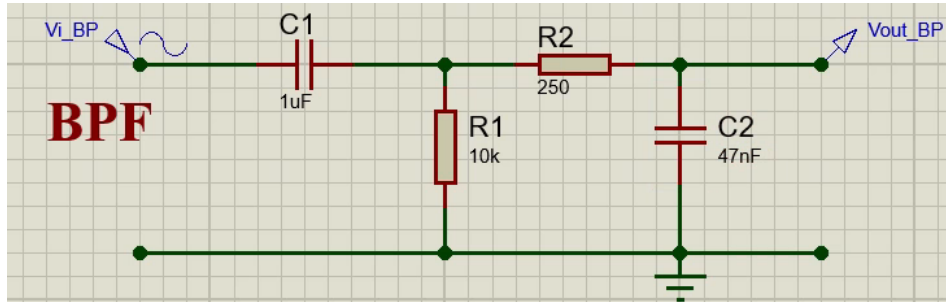 Vi_BP
C1
1uF
R2
250
Vout_BP
BPF
R1
10k
C2
47nF